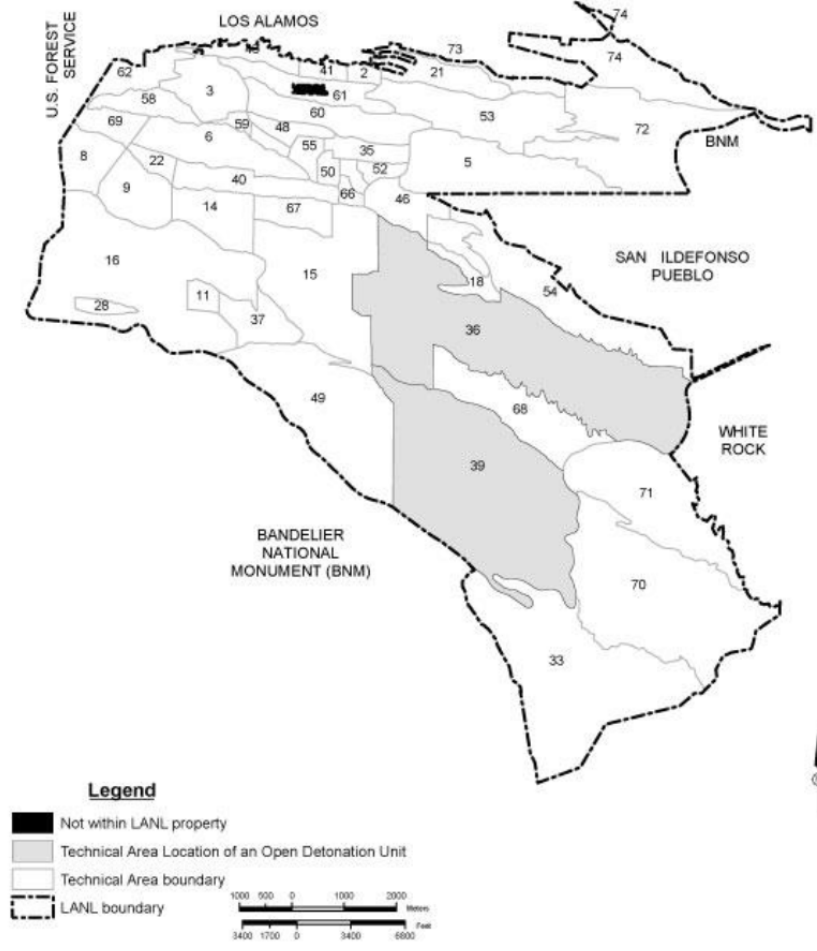 74
LOS ALAMOS
73
74
U.S. FOREST
SERVICE
62
41
2
21
3
61
58
60
53
69
59
48
72
6
BNM
55
35
8
22
5
50
52
9
40
66
46
14
67
SAN ILDEFONSO
PUEBLO
16
15
18
54
28
11
37
36
49
68
WHITE
ROCK
39
71
BANDELIER
NATIONAL
MONUMENT (BNM)
70
33
Legend
Not within LANL property
Technical Area Location of an Open Detonation Unit
Technical Area boundary
LANL boundary
1000 500 0 1000 2000
Meters
Feet
3400 1700 0 3400 6800